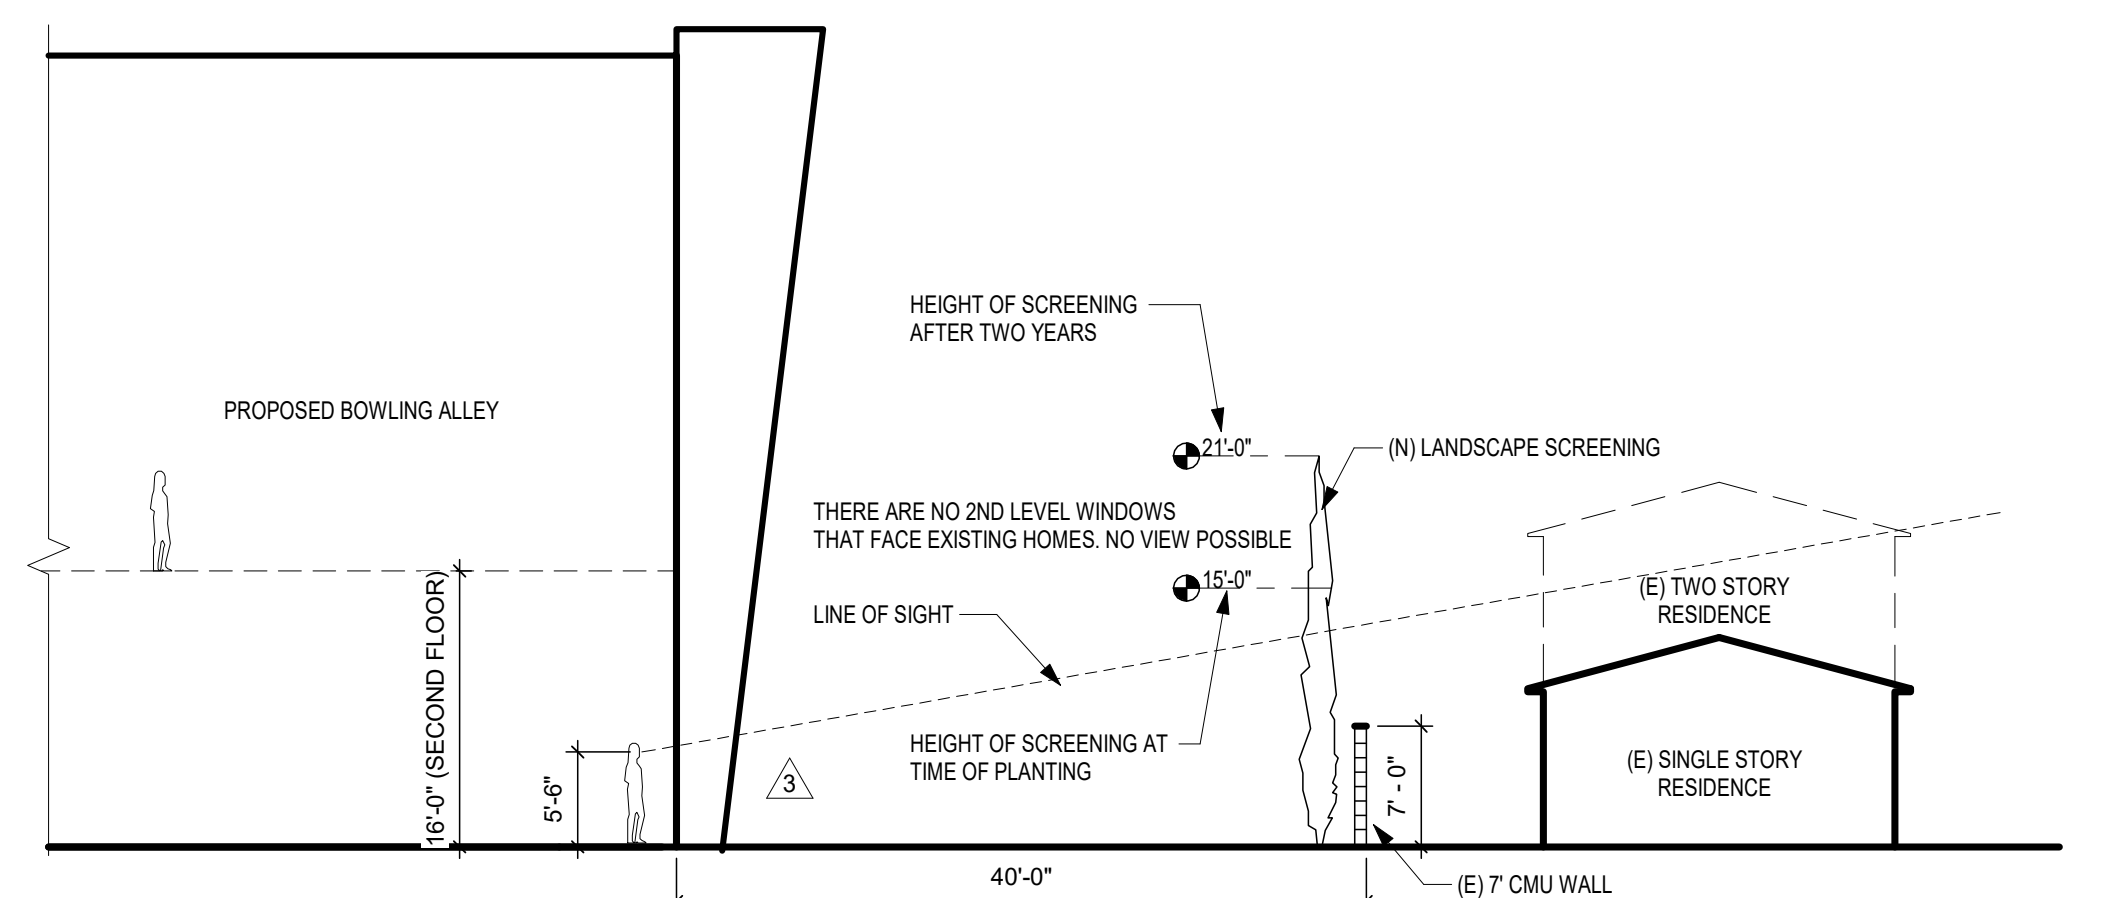 HEIGHT OF SCREENING
AFTER TWO YEARS
PROPOSED BOWLING ALLEY
21'-0"
(N) LANDSCAPE SCREENING
THERE ARE NO 2ND LEVEL WINDOWS
THAT FACE EXISTING HOMES. NO VIEW POSSIBLE
15'-0"
(E) TWO STORY
RESIDENCE
LINE OF SIGHT
16'-0" (SECOND FLOOR)
HEIGHT OF SCREENING AT
TIME OF PLANTING
5'-6"
3
7' - 0"
(E) SINGLE STORY
RESIDENCE
40'-0"
(E) 7' CMU WALL